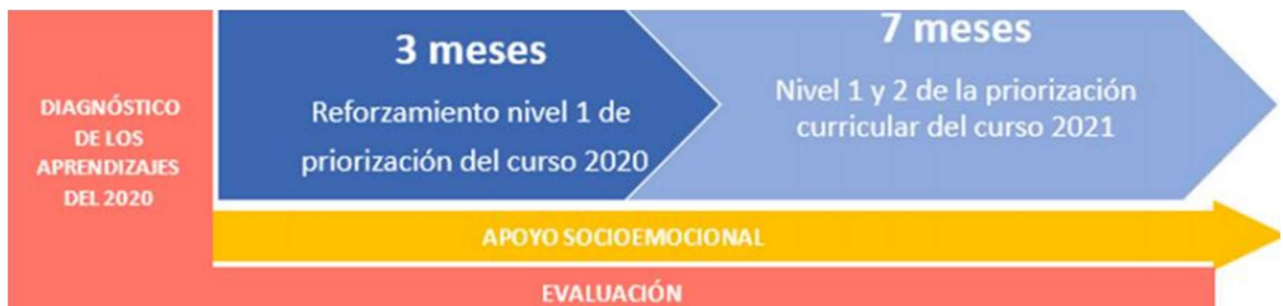 DIAGNÓSTICO
DE LOS
APRENDIZAJES
DEL 2020
3 meses
Reforzamiento nivel 1 de
priorización del curso 2020
7 meses
Nivel 1 y 2 de la priorización
curricular del curso 2021
APOYO SOCIOEMOCIONAL
EVALUACIÓN